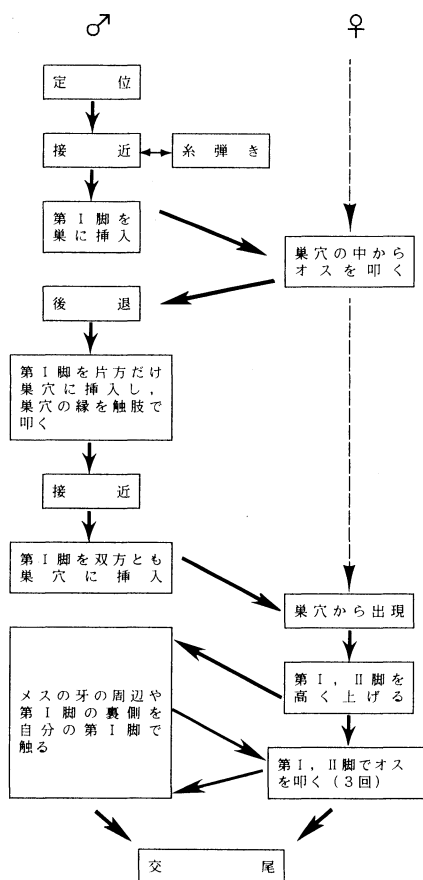 ♂
♀
定位
接近
糸弾き
第I脚を
巣に挿入
巣穴の中から
オスを叩く
後退
第I脚を片方だけ
巣穴に挿入し,
巣穴の縁を触肢で
叩く
接近
第I脚を双方とも
巣穴に挿入
巣穴から出現
第I, II脚を
高く上げる
メスの牙の周辺や
第I脚の裏側を
自分の第I脚で
触る
第I, II脚でオス
を叩く(3回)
交尾